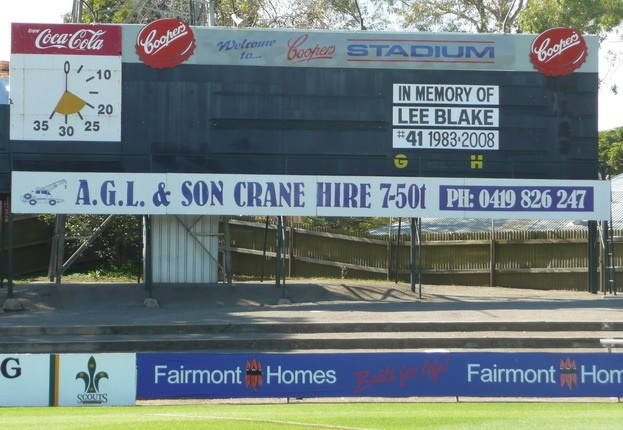 ENJOY
Coca-Cola
Coopers
Welcome to... Coopers STADIUM
Coopers
0
10
20
25
30
35
IN MEMORY OF
LEE BLAKE
#41 1983-2008
G H
A.G.L. & SON CRANE HIRE 7-50t PH: 0419 826 247
G
SCOUTS
Fairmont Homes Built for life! Fairmont Hom